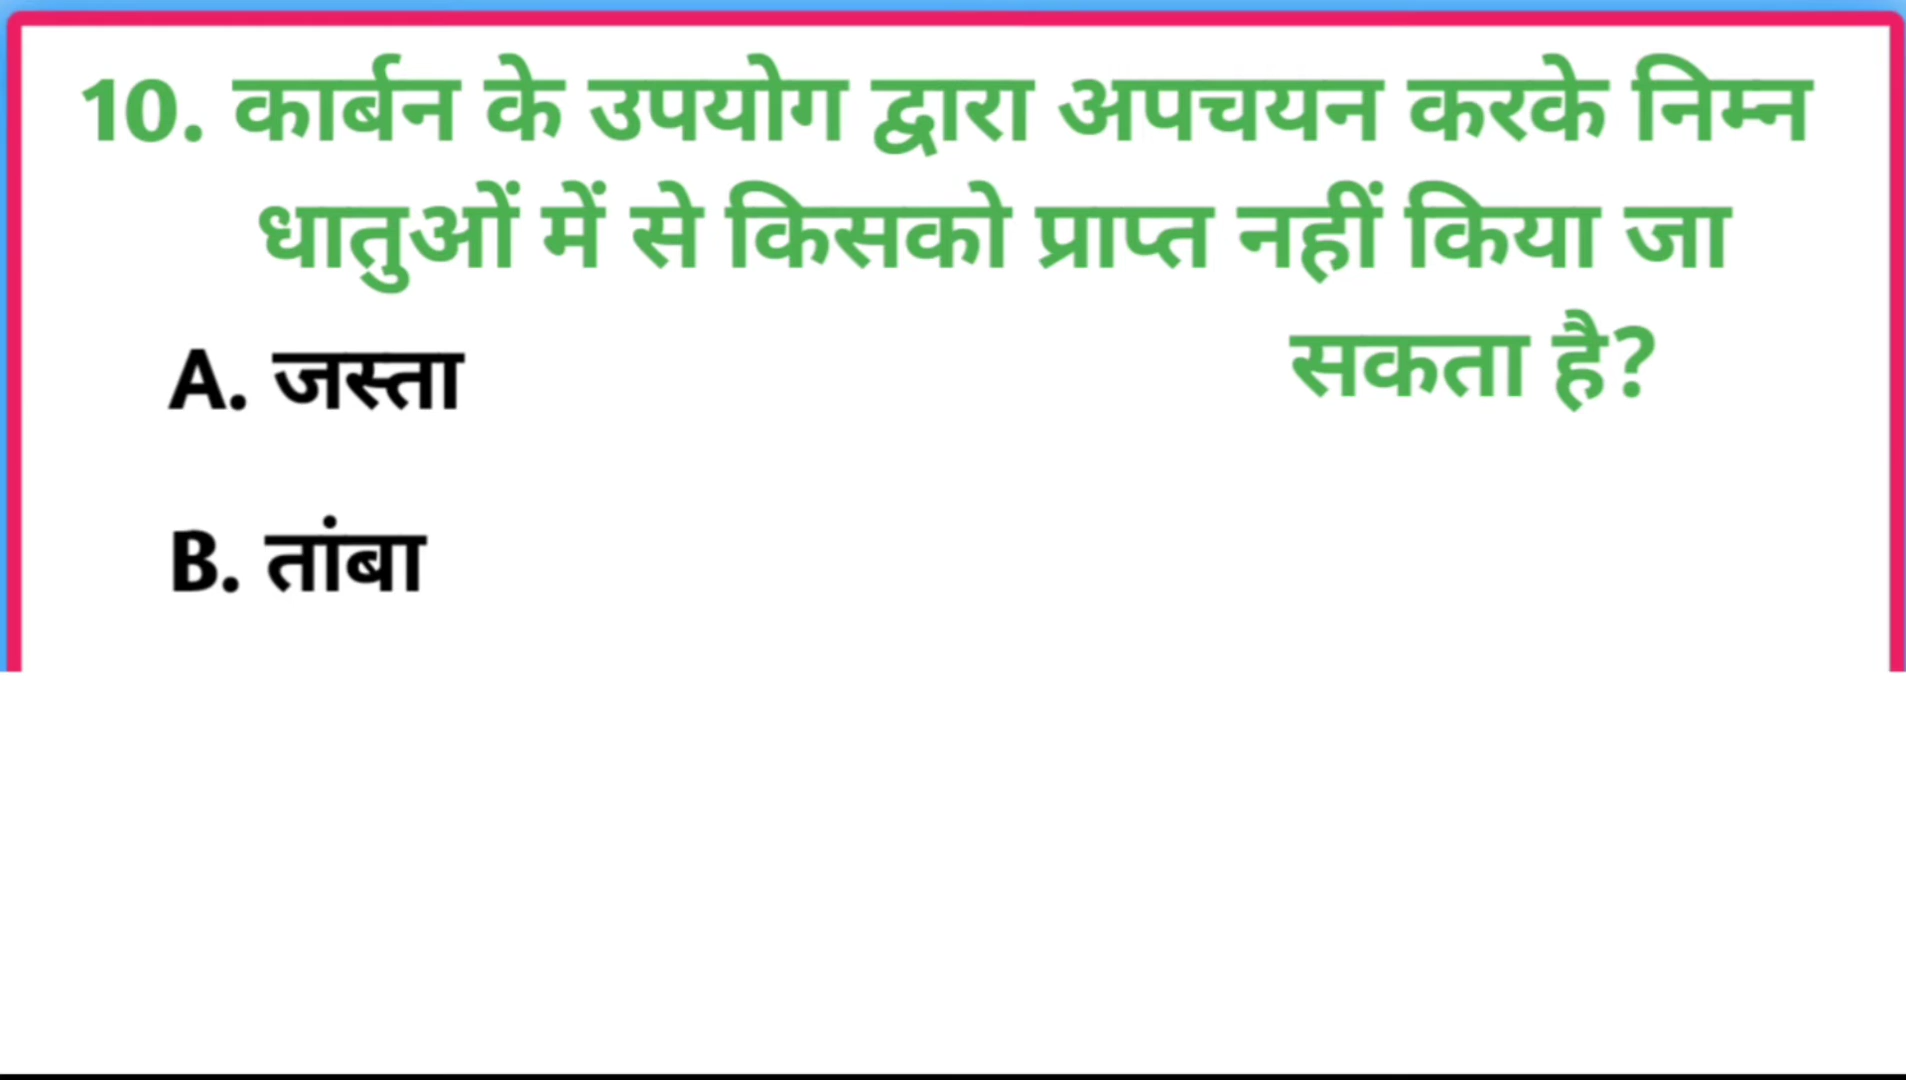 10. कार्बन के उपयोग द्वारा अपचयन करके निम्न
धातुओं में से किसको प्राप्त नहीं किया जा
सकता है?
A. जस्ता
B. तांबा